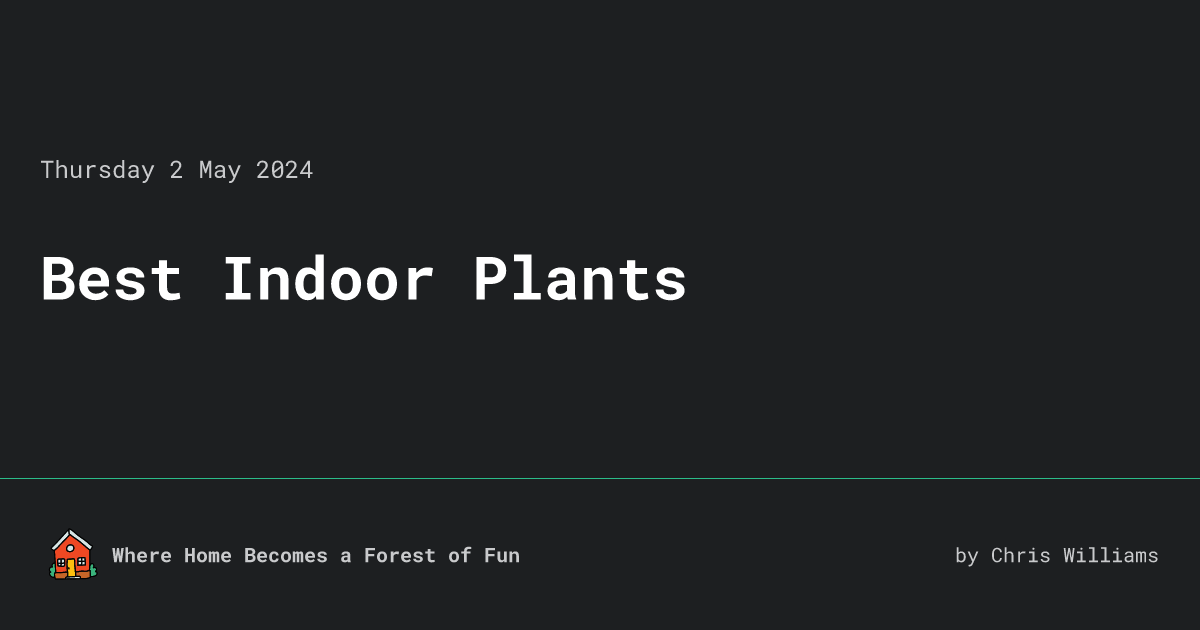 Thursday 2 May 2024
Best Indoor Plants
Where Home Becomes a Forest of Fun
by Chris Williams